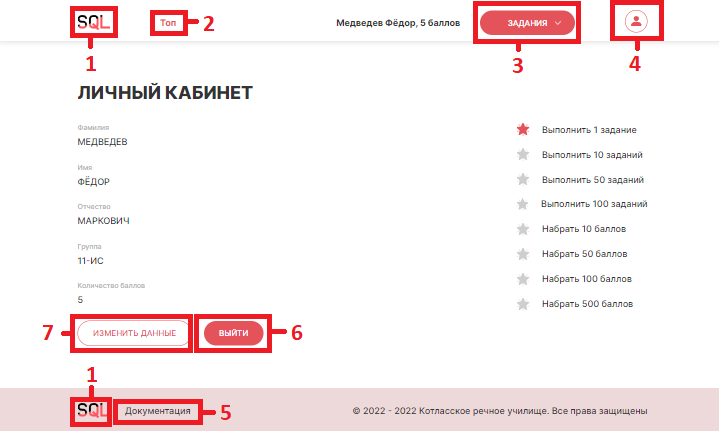 SQL
Топ
2
Медведев Фёдор, 5 баллов
ЗАДАНИЯ
1
3
4
ЛИЧНЫЙ КАБИНЕТ
Фамилия
МЕДВЕДЕВ
Имя
ФЁДОР
Отчество
МАРКОВИЧ
Группа
11-ИС
Количество баллов
5
Выполнить 1 задание
Выполнить 10 заданий
Выполнить 50 заданий
Выполнить 100 заданий
Набрать 10 баллов
Набрать 50 баллов
Набрать 100 баллов
Набрать 500 баллов
7
ИЗМЕНИТЬ ДАННЫЕ
ВЫЙТИ
6
1
SQL
Документация
5
© 2022 - 2022 Котласское речное училище. Все права защищены